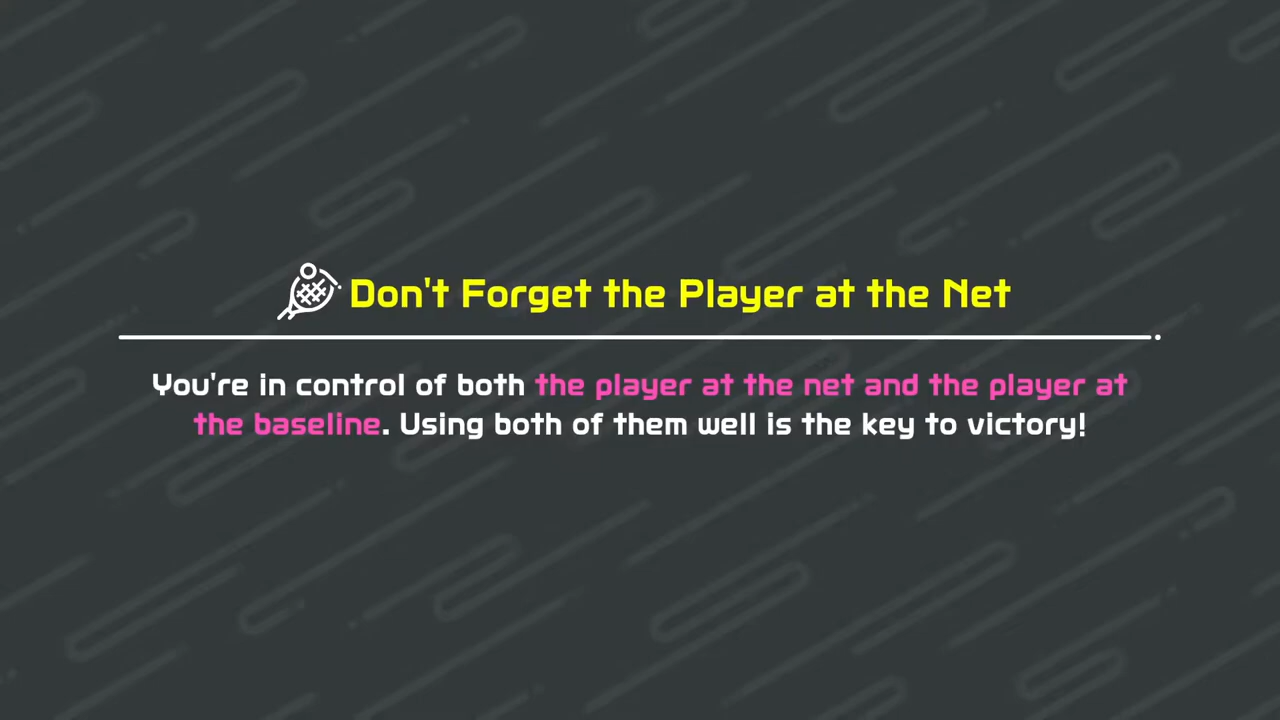 Don't Forget the Player at the Net
You're in control of both the player at the net and the player at
the baseline. Using both of them well is the key to victory!